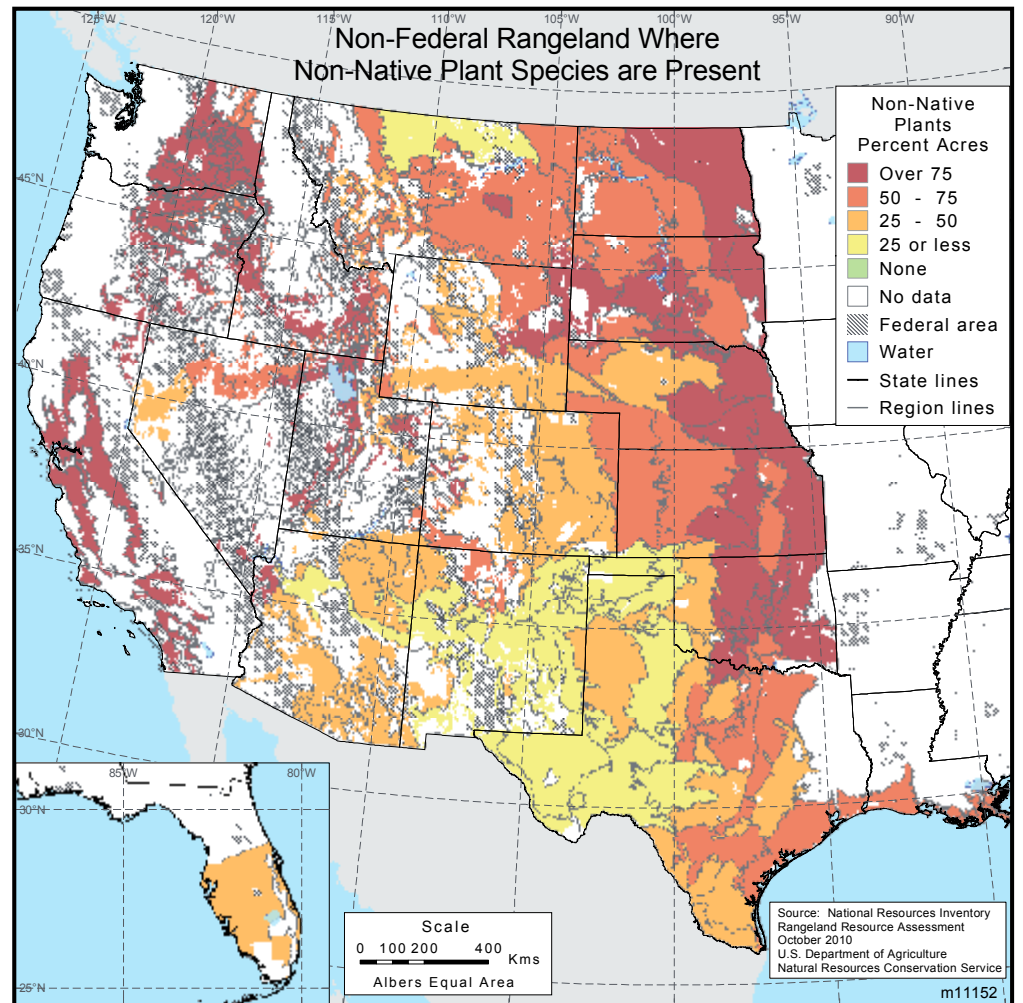 125°W 120°W 115°W 110°W 105°W 100°W 95°W 90°W
Non-Federal Rangeland Where
Non-Native Plant Species are Present
Non-Native
Plants
Percent Acres
Over 75
50 - 75
25 - 50
25 or less
None
No data
Federal area
Water
State lines
Region lines
45°N
40°N
35°N
30°N
85°W 80°W
30°N
25°N
Scale
0 100 200 400
Kms
Albers Equal Area
Source: National Resources Inventory
Rangeland Resource Assessment
October 2010
U.S. Department of Agriculture
Natural Resources Conservation Service
m11152